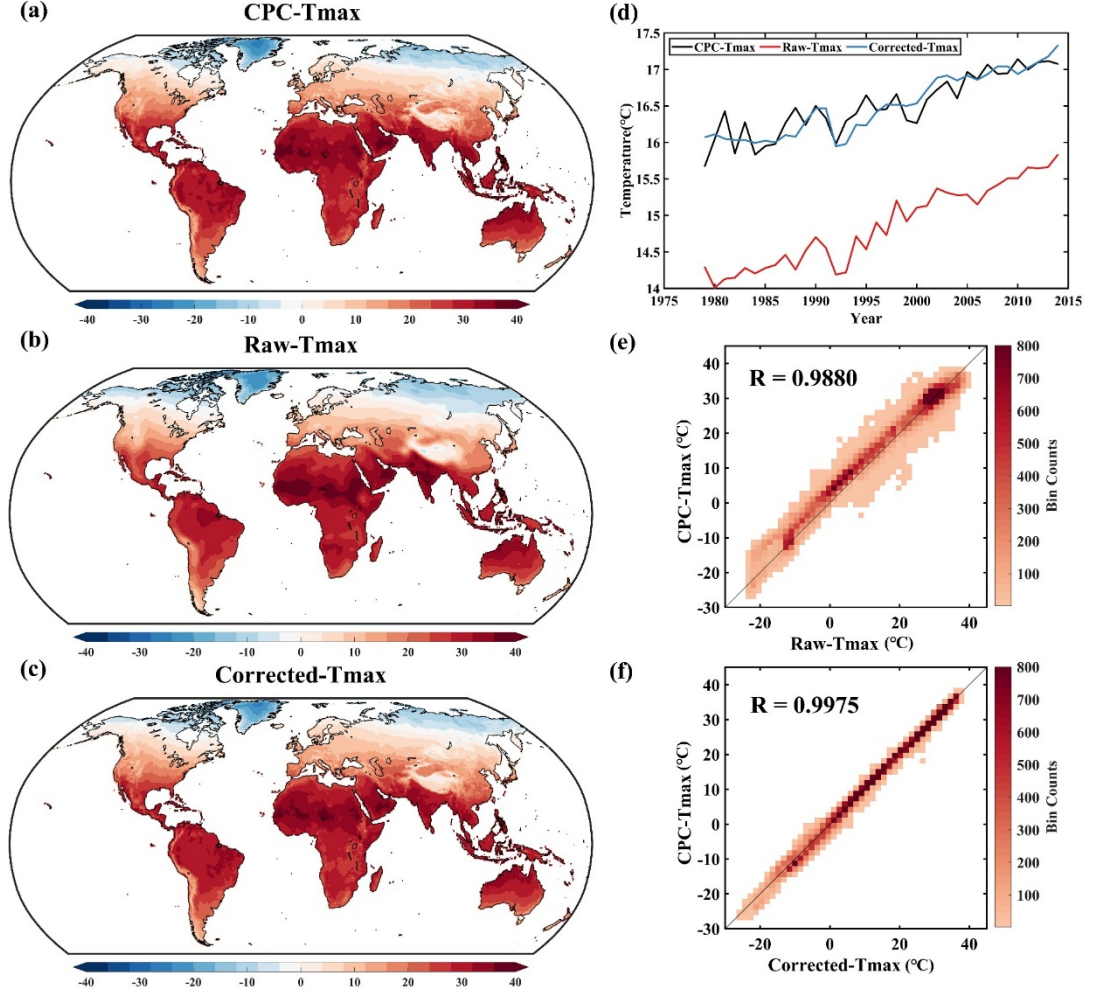 (a)
CPC-Tmax
-40 -30 -20 -10 0 10 20 30 40
(b)
Raw-Tmax
-40 -30 -20 -10 0 10 20 30 40
(c)
Corrected-Tmax
-40 -30 -20 -10 0 10 20 30 40
(d)
CPC-Tmax Raw-Tmax Corrected-Tmax
Temperature(°C)
17.5
17
16.5
16
15.5
15
14.5
14
1975 1980 1985 1990 1995 2000 2005 2010 2015
Year
(e)
R = 0.9880
CPC-Tmax (°C)
40
30
20
10
0
-10
-20
-30
-20 0 20 40
Raw-Tmax (°C)
800
700
600
500
400
300
200
100
Bin Counts
(f)
R = 0.9975
CPC-Tmax (°C)
40
30
20
10
0
-10
-20
-30
-20 0 20 40
Corrected-Tmax (°C)
800
700
600
500
400
300
200
100
Bin Counts